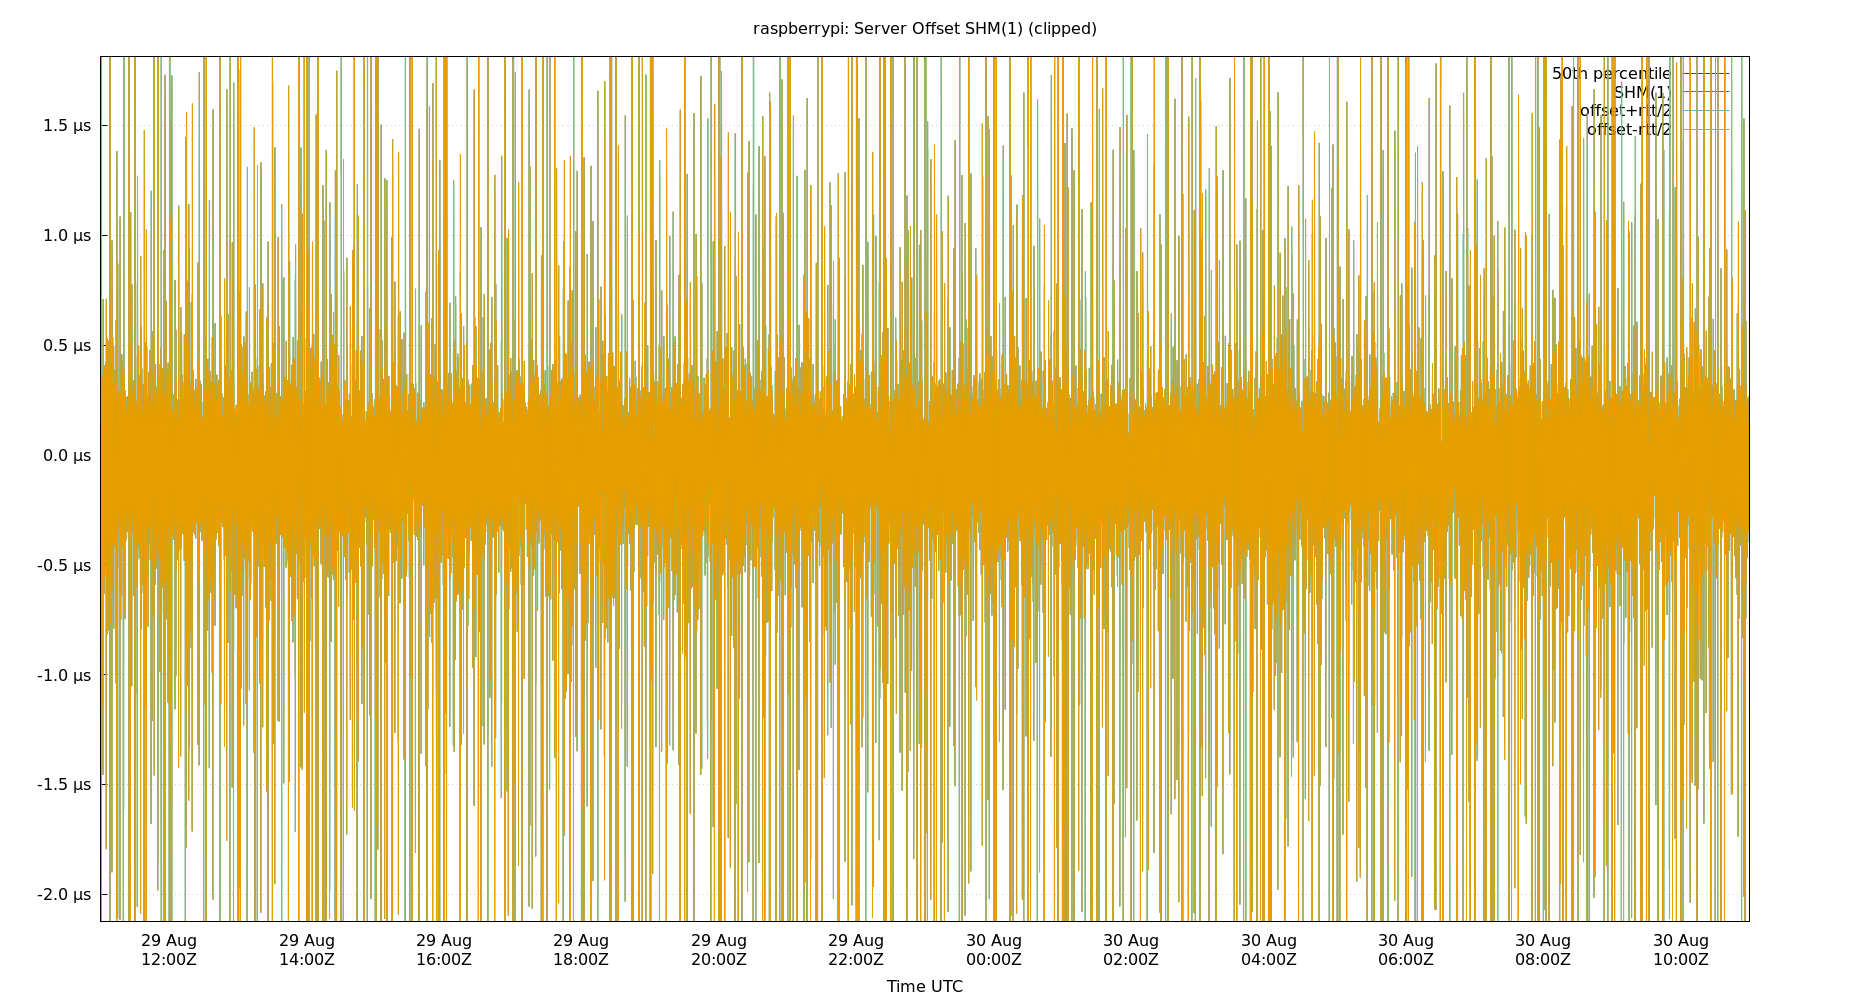 raspberrypi: Server Offset SHM(1) (clipped)
50th percentile
SHM(1)
offset+rtt/2
offset-rtt/2
1.5 µs
1.0 µs
0.5 µs
0.0 µs
-0.5 µs
-1.0 µs
-1.5 µs
-2.0 µs
29 Aug 29 Aug 29 Aug 29 Aug 29 Aug 29 Aug 30 Aug 30 Aug 30 Aug 30 Aug 30 Aug 30 Aug
12:00Z 14:00Z 16:00Z 18:00Z 20:00Z 22:00Z 00:00Z 02:00Z 04:00Z 06:00Z 08:00Z 10:00Z
Time UTC